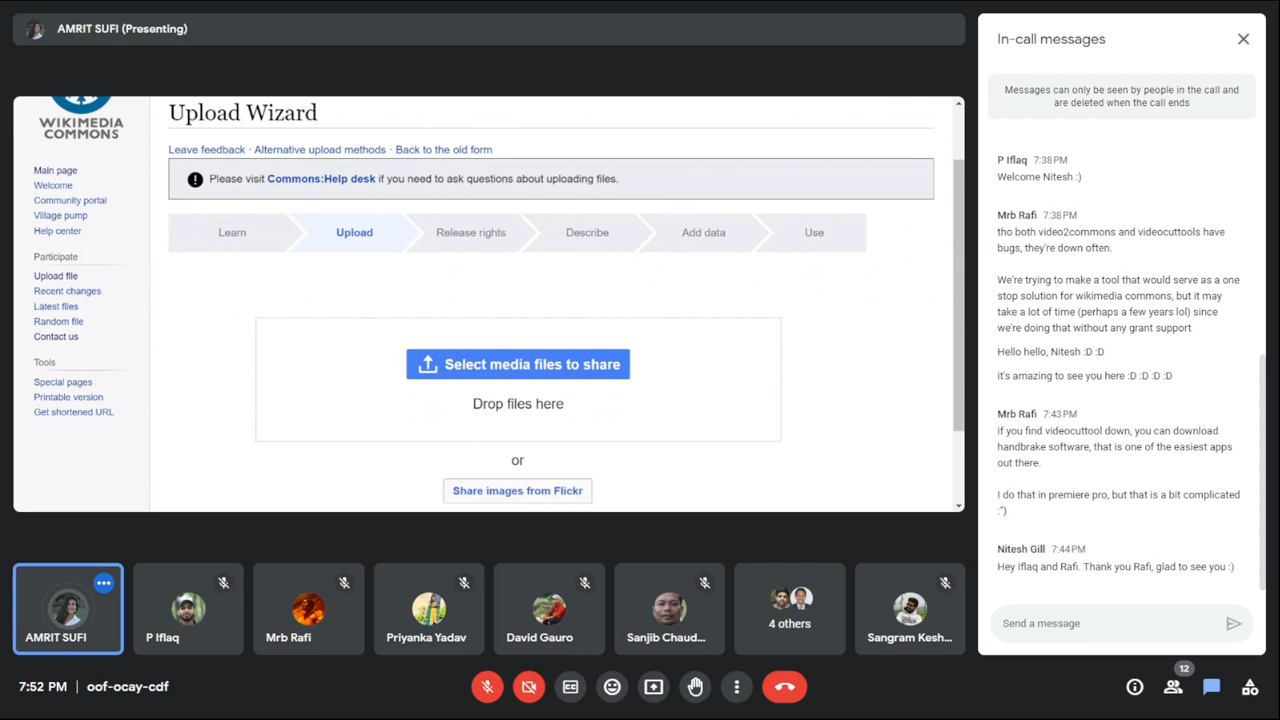 AMRIT SUFI (Presenting)
WIKIMEDIA
COMMONS
Main page
Welcome
Community portal
Village pump
Help center
Participate
Upload file
Recent changes
Latest files
Random file
Contact us
Tools
Special pages
Printable version
Get shortened URL
Upload Wizard
Leave feedback · Alternative upload methods · Back to the old form
Please visit Commons:Help desk if you need to ask questions about uploading files.
Learn
Upload
Release rights
Describe
Add data
Use
Select media files to share
Drop files here
or
Share images from Flickr
In-call messages
Messages can only be seen by people in the call and
are deleted when the call ends
P Iflaq 7:38 PM
Welcome Nitesh :)
Mrb Rafi 7:38 PM
tho both video2commons and videocuttools have
bugs, they're down often.
We're trying to make a tool that would serve as a one
stop solution for wikimedia commons, but it may
take a lot of time (perhaps a few years lol) since
we're doing that without any grant support
Hello hello, Nitesh :D :D
it's amazing to see you here :D :D :D :D
Mrb Rafi 7:43 PM
if you find videocuttool down, you can download
handbrake software, that is one of the easiest apps
out there.
I do that in premiere pro, but that is a bit complicated
:")
Nitesh Gill 7:44 PM
Hey Iflaq and Rafi. Thank you Rafi, glad to see you :)
Send a message
AMRIT SUFI
P Iflaq
Mrb Rafi
Priyanka Yadav
David Gauro
Sanjib Chaud...
4 others
Sangram Kesh...
7:52 PM | oof-ocay-cdf
12